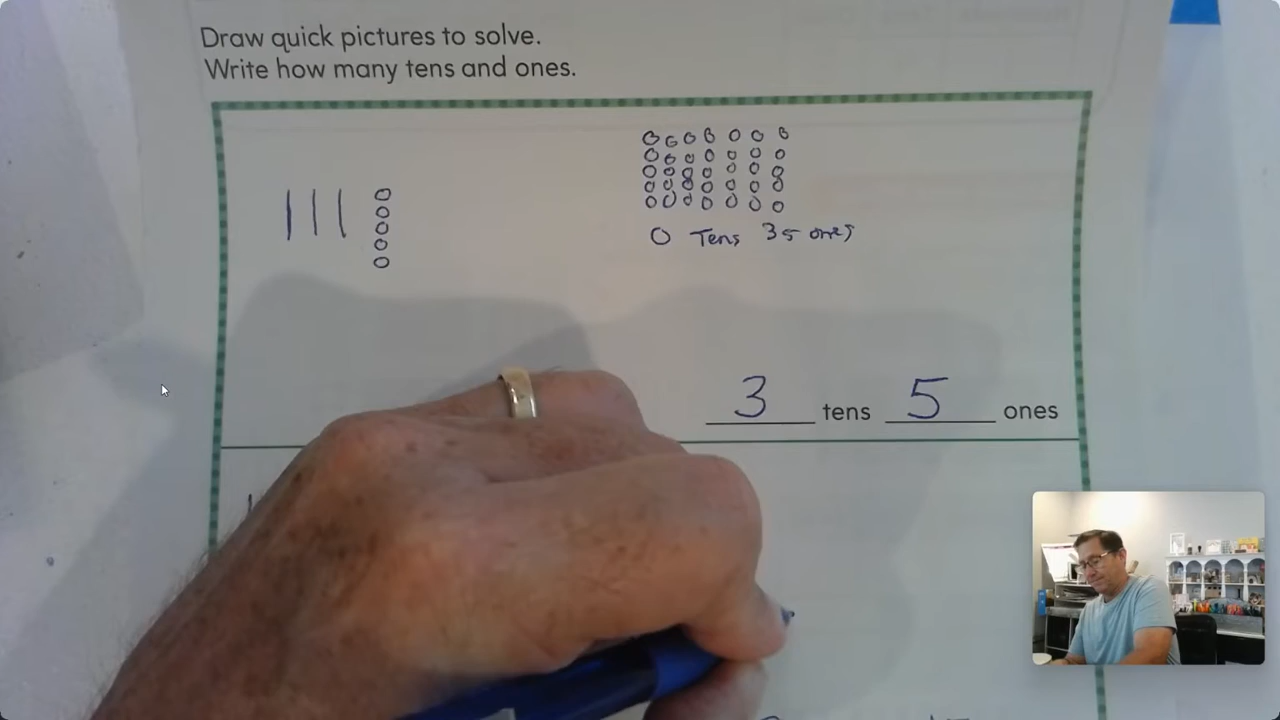 Draw quick pictures to solve.
Write how many tens and ones.
0 Tens 35 ones
3 tens 5 ones